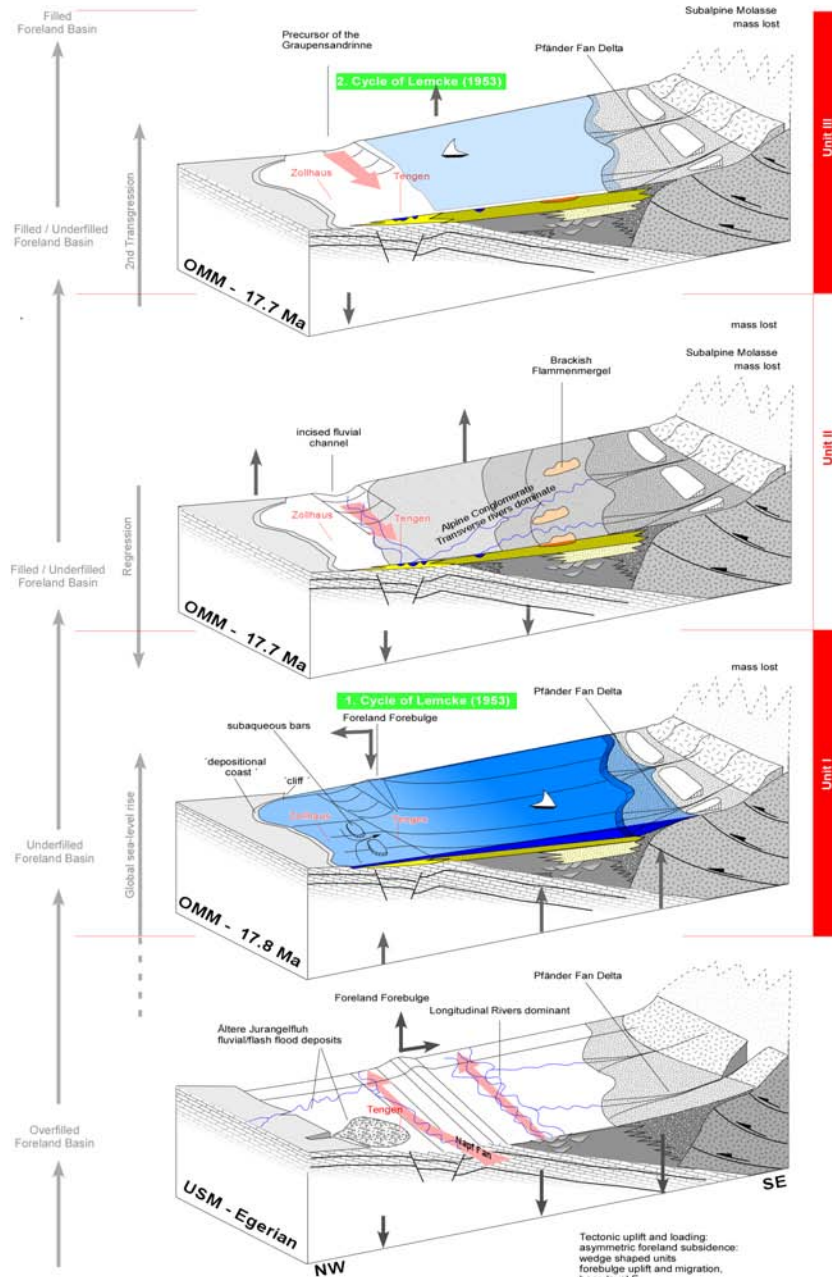 Filled
Foreland Basin
Subalpine Molasse
mass lost
Precursor of the
Graupensandrinne
Pfänder Fan Delta
2. Cycle of Lemcke (1953)
Unit III
Zollhaus
Tengen
2nd Transgression
Filled / Underfilled
Foreland Basin
OMM - 17.7 Ma
mass lost
Subalpine Molasse
mass lost
Brackish
Flammenmergel
incised fluvial
channel
Unit II
Zollhaus
Tengen
Alpine Conglomerate
Transverse rivers dominate
Regression
Filled / Underfilled
Foreland Basin
OMM - 17.7 Ma
mass lost
1. Cycle of Lemcke (1953)
Pfänder Fan Delta
Foreland Forebulge
subaqueous bars
'depositional
coast '
'cliff '
Unit I
Zollhaus
Tengen
Global sea-level rise
Underfilled
Foreland Basin
OMM - 17.8 Ma
Pfänder Fan Delta
Foreland Forebulge
Longitudinal Rivers dominant
Ältere Jurangelfluh
fluvial/flash flood deposits
Tengen
Napf Fan
Overfilled
Foreland Basin
USM - Egerian
SE
NW
Tectonic uplift and loading:
asymmetric foreland subsidence:
wedge shaped units
forebulge uplift and migration,